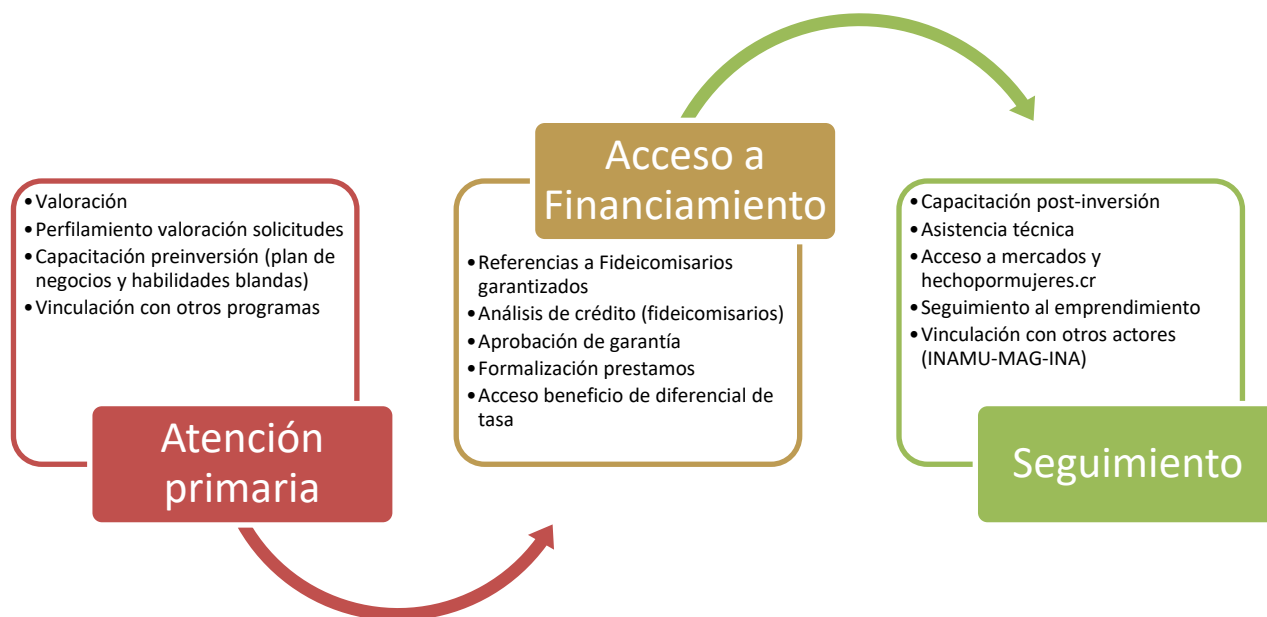 •Valoración
•Perfilamiento valoración solicitudes
•Capacitación preinversión (plan de
negocios y habilidades blandas)
•Vinculación con otros programas
Atención
primaria
Acceso a
Financiamiento
•Referencias a Fideicomisarios
garantizados
•Análisis de crédito (fideicomisarios)
•Aprobación de garantía
•Formalización prestamos
•Acceso beneficio de diferencial de
tasa
•Capacitación post-inversión
•Asistencia técnica
•Acceso a mercados y
hechopormujeres.cr
•Seguimiento al emprendimiento
•Vinculación con otros actores
(INAMU-MAG-INA)
Seguimiento